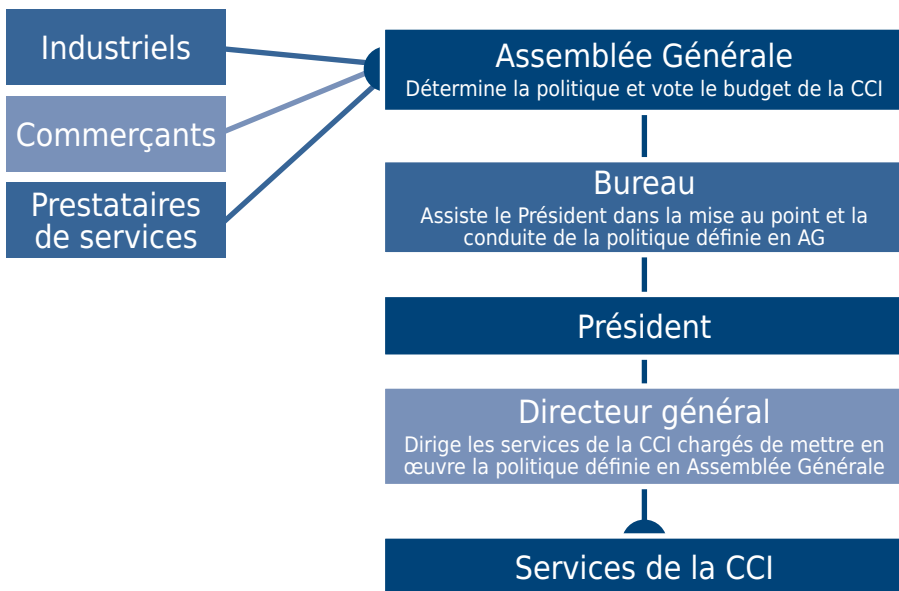 Industriels
Commerçants
Prestataires
de services
Assemblée Générale
Détermine la politique et vote le budget de la CCI
Bureau
Assiste le Président dans la mise au point et la
conduite de la politique définie en AG
Président
Directeur général
Dirige les services de la CCI chargés de mettre en
œuvre la politique définie en Assemblée Générale
Services de la CCI